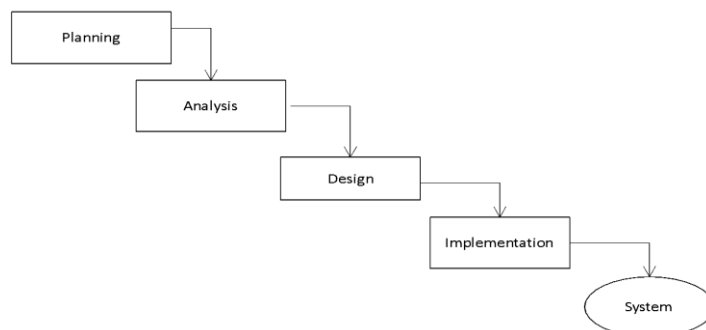 Planning
Analysis
Design
Implementation
System